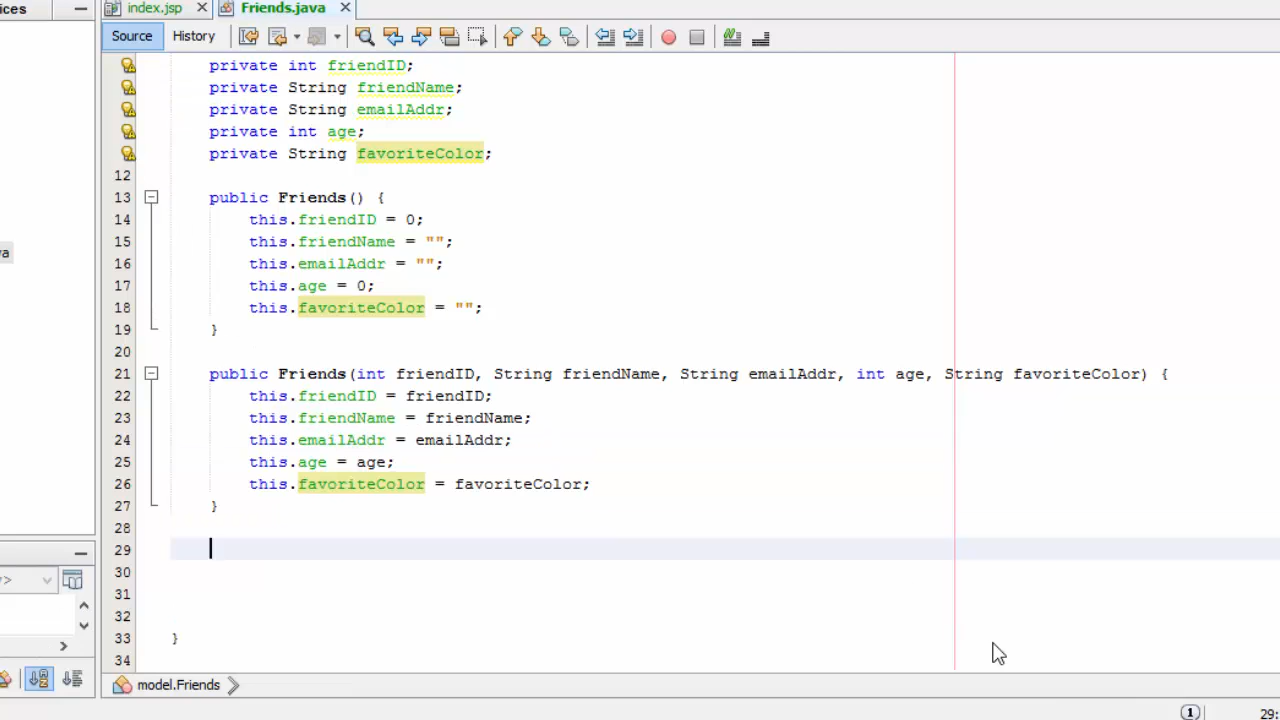 ices
index.jsp
Friends.java
Source
History
private int friendID;
private String friendName;
private String emailAddr;
private int age;
private String favoriteColor;
12
13 public Friends() {
14 this.friendID = 0;
15 this.friendName = "";
va
16 this.emailAddr = "";
17 this.age = 0;
18 this.favoriteColor = "";
19 }
20
21 public Friends(int friendID, String friendName, String emailAddr, int age, String favoriteColor) {
22 this.friendID = friendID;
23 this.friendName = friendName;
24 this.emailAddr = emailAddr;
25 this.age = age;
26 this.favoriteColor = favoriteColor;
27 }
28
29
30
31
32
33 }
34
model.Friends
1
29: